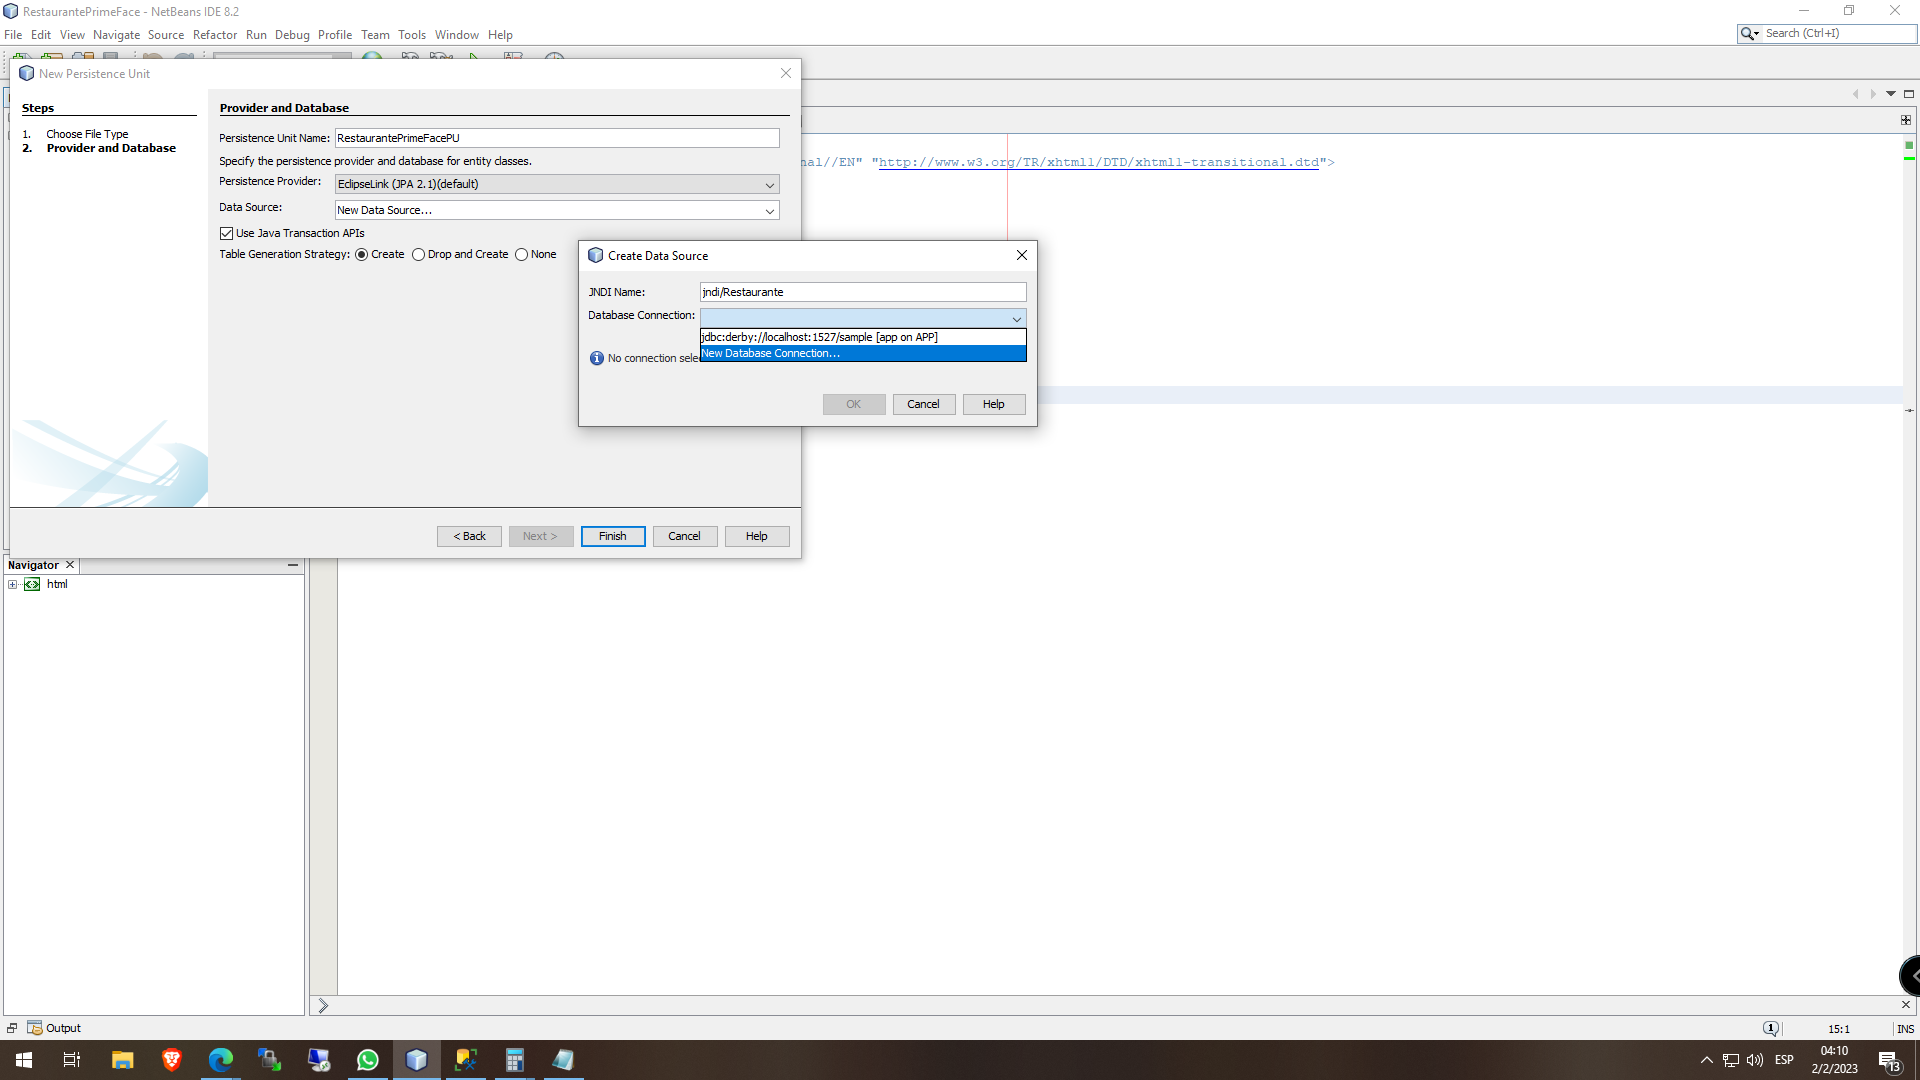 RestaurantePrimeFace - NetBeans IDE 8.2
File Edit View Navigate Source Refactor Run Debug Profile Team Tools Window Help
Search (Ctrl+I)
New Persistence Unit
Steps
1. Choose File Type
2. Provider and Database
Provider and Database
Persistence Unit Name: RestaurantePrimeFacePU
Specify the persistence provider and database for entity classes.
Persistence Provider: EclipseLink (JPA 2.1)(default)
Data Source: New Data Source...
Use Java Transaction APIs
Table Generation Strategy: Create Drop and Create None
nal//EN" "http://www.w3.org/TR/xhtml1/DTD/xhtml1-transitional.dtd">
Create Data Source
JNDI Name: jndi/Restaurante
Database Connection:
jdbc:derby://localhost:1527/sample [app on APP]
New Database Connection...
No connection sele
OK Cancel Help
< Back Next > Finish Cancel Help
Navigator
html
Output
1
15:1 INS
ESP
04:10
2/2/2023
13